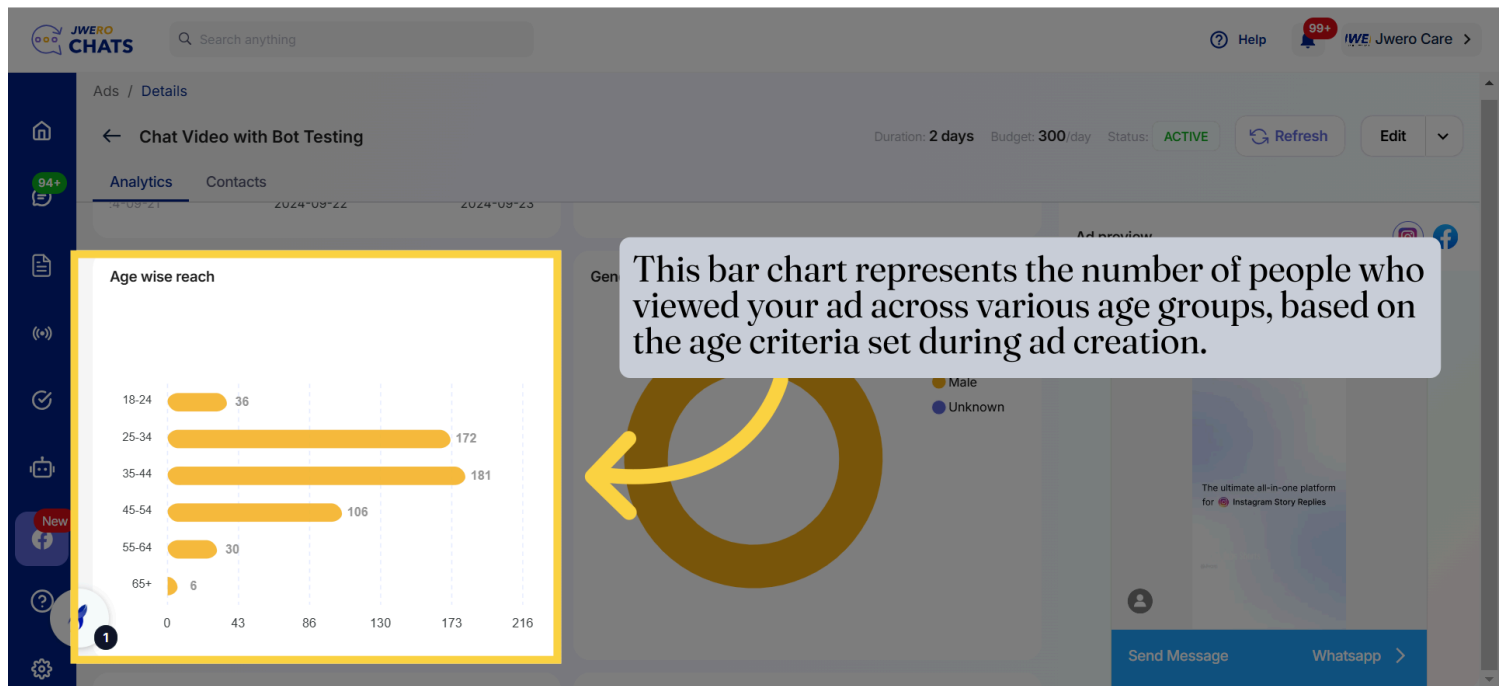 JWERO
CHATS
Search anything
Help
99+
JWE Jwero Care
Ads / Details
Chat Video with Bot Testing
Duration: 2 days Budget: 300/day Status: ACTIVE
Refresh
Edit
94+
Analytics Contacts
2024-09-22 2024-09-23
Ad preview
Age wise reach
This bar chart represents the number of people who
viewed your ad across various age groups, based on
the age criteria set during ad creation.
Male
Unknown
18-24 36
25-34 172
35-44 181
45-54 106
55-64 30
65+ 6
0 43 86 130 173 216
New
1
The ultimate all-in-one platform
for Instagram Story Replies
Send Message Whatsapp